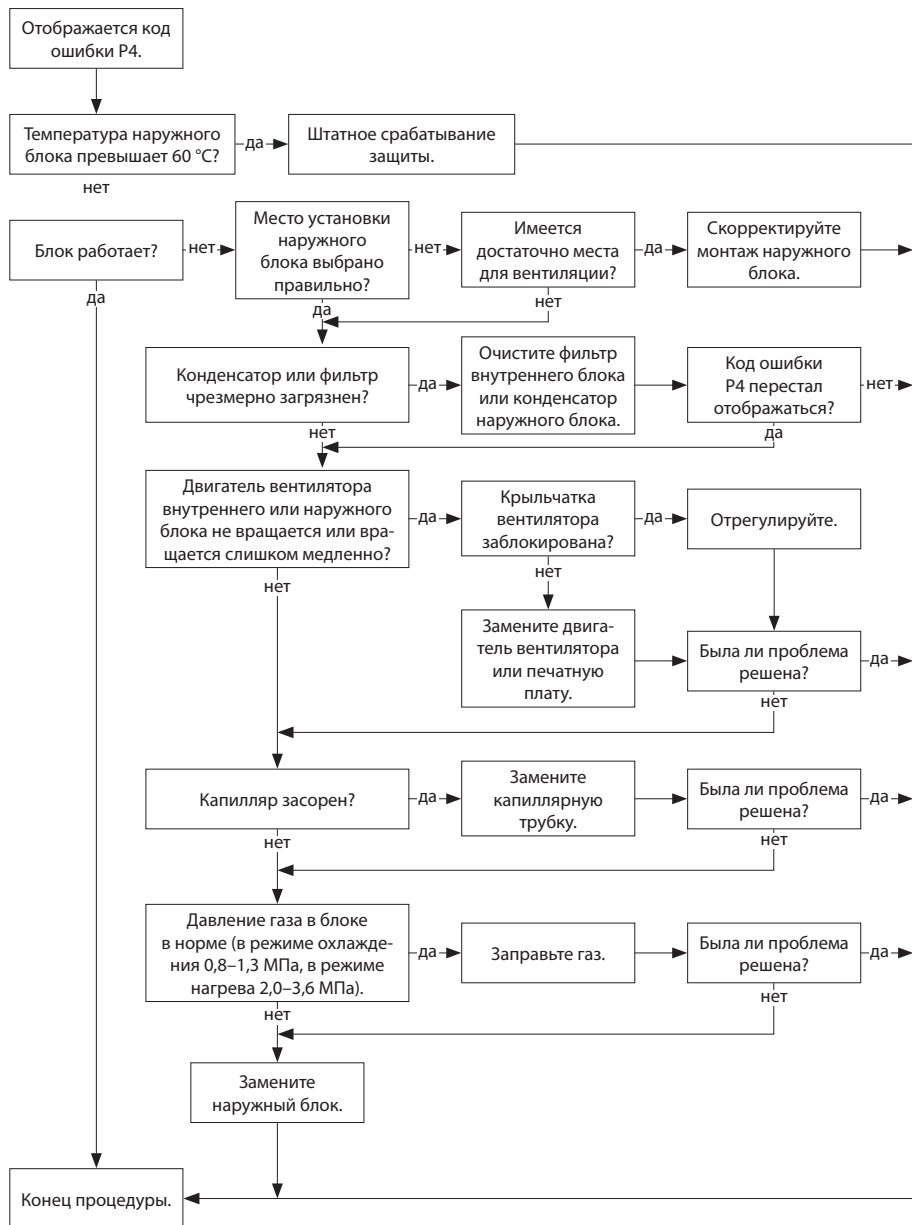 Отображается код
ошибки P4.
Температура наружного
блока превышает 60 °C?
да
Штатное срабатывание
защиты.
нет
Блок работает?
нет
Место установки
наружного
блока выбрано
правильно?
нет
Имеется
достаточно места
для вентиляции?
да
Скорректируйте
монтаж наружного
блока.
да
да
нет
Конденсатор или фильтр
чрезмерно загрязнен?
да
Очистите фильтр
внутреннего блока
или конденсатор
наружного блока.
Код ошибки
P4 перестал
отображаться?
нет
нет
да
Двигатель вентилятора
внутреннего или наружного
блока не вращается или вра-
щается слишком медленно?
да
Крыльчатка
вентилятора
заблокирована?
да
Отрегулируйте.
нет
нет
Замените двига-
тель вентилятора
или печатную
плату.
Была ли проблема
решена?
да
нет
Капилляр засорен?
да
Замените
капиллярную
трубку.
Была ли проблема
решена?
да
нет
нет
Давление газа в блоке
в норме (в режиме охлажде-
ния 0,8–1,3 МПа, в режиме
нагрева 2,0–3,6 МПа).
да
Заправьте газ.
Была ли проблема
решена?
да
нет
нет
Замените
наружный блок.
Конец процедуры.